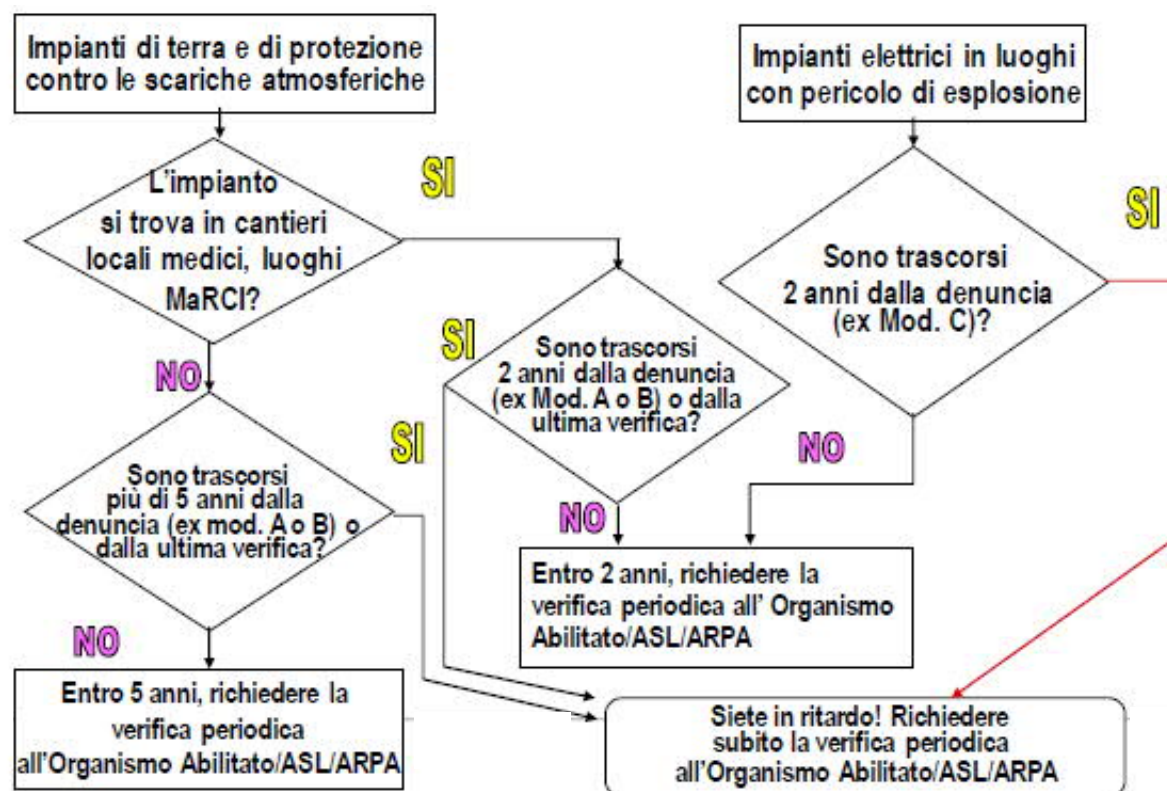 Impianti di terra e di protezione
contro le scariche atmosferiche
L'impianto
si trova in cantieri
locali medici, luoghi
MaRCI?
SI
NO
Sono trascorsi
più di 5 anni dalla
denuncia (ex mod. A o B) o
dalla ultima verifica?
SI
NO
Entro 5 anni, richiedere la
verifica periodica
all'Organismo Abilitato/ASL/ARPA
Sono trascorsi
2 anni dalla denuncia
(ex Mod. A o B) o dalla
ultima verifica?
SI
NO
Impianti elettrici in luoghi
con pericolo di esplosione
Sono trascorsi
2 anni dalla denuncia
(ex Mod. C)?
SI
NO
Entro 2 anni, richiedere la
verifica periodica all' Organismo
Abilitato/ASL/ARPA
Siete in ritardo! Richiedere
subito la verifica periodica
all'Organismo Abilitato/ASL/ARPA